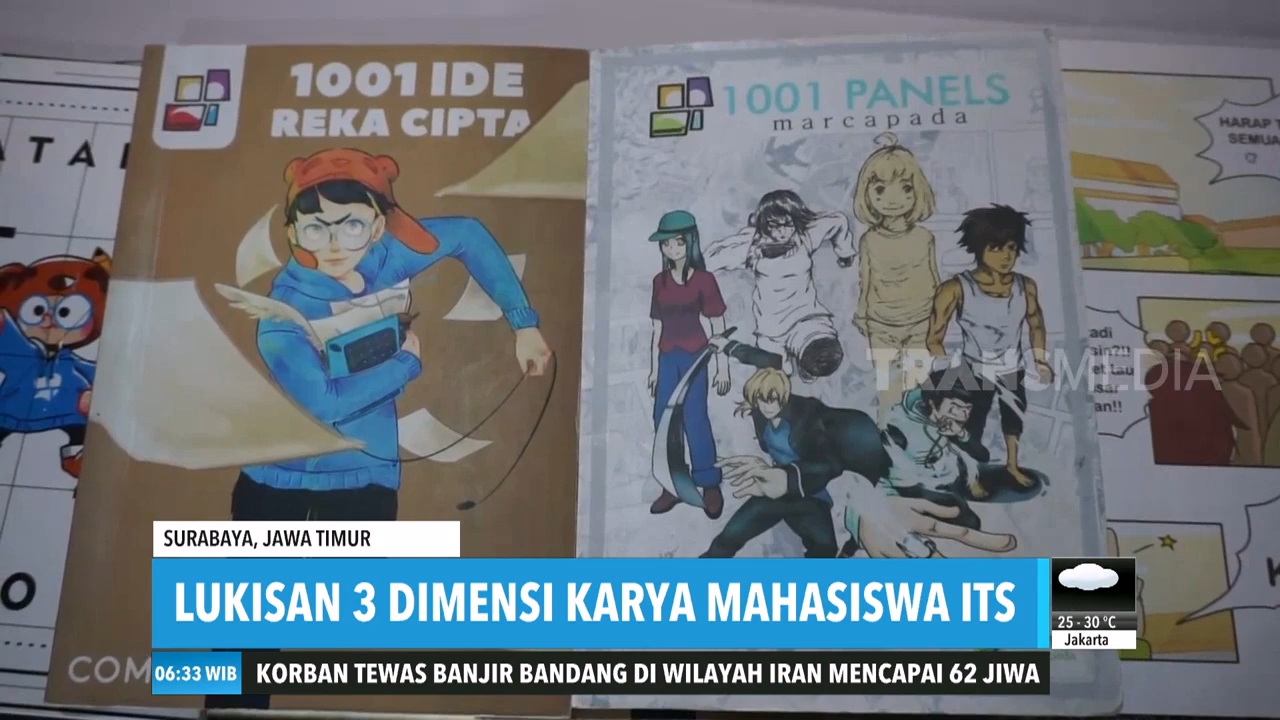 1001 IDE
REKA CIPTA
1001 PANELS
marcapada
HARAP
SEMUA
TRANSMEDIA
an!!
COM
SURABAYA, JAWA TIMUR
LUKISAN 3 DIMENSI KARYA MAHASISWA ITS
25 - 30 °C
Jakarta
06:33 WIB
KORBAN TEWAS BANJIR BANDANG DI WILAYAH IRAN MENCAPAI 62 JIWA